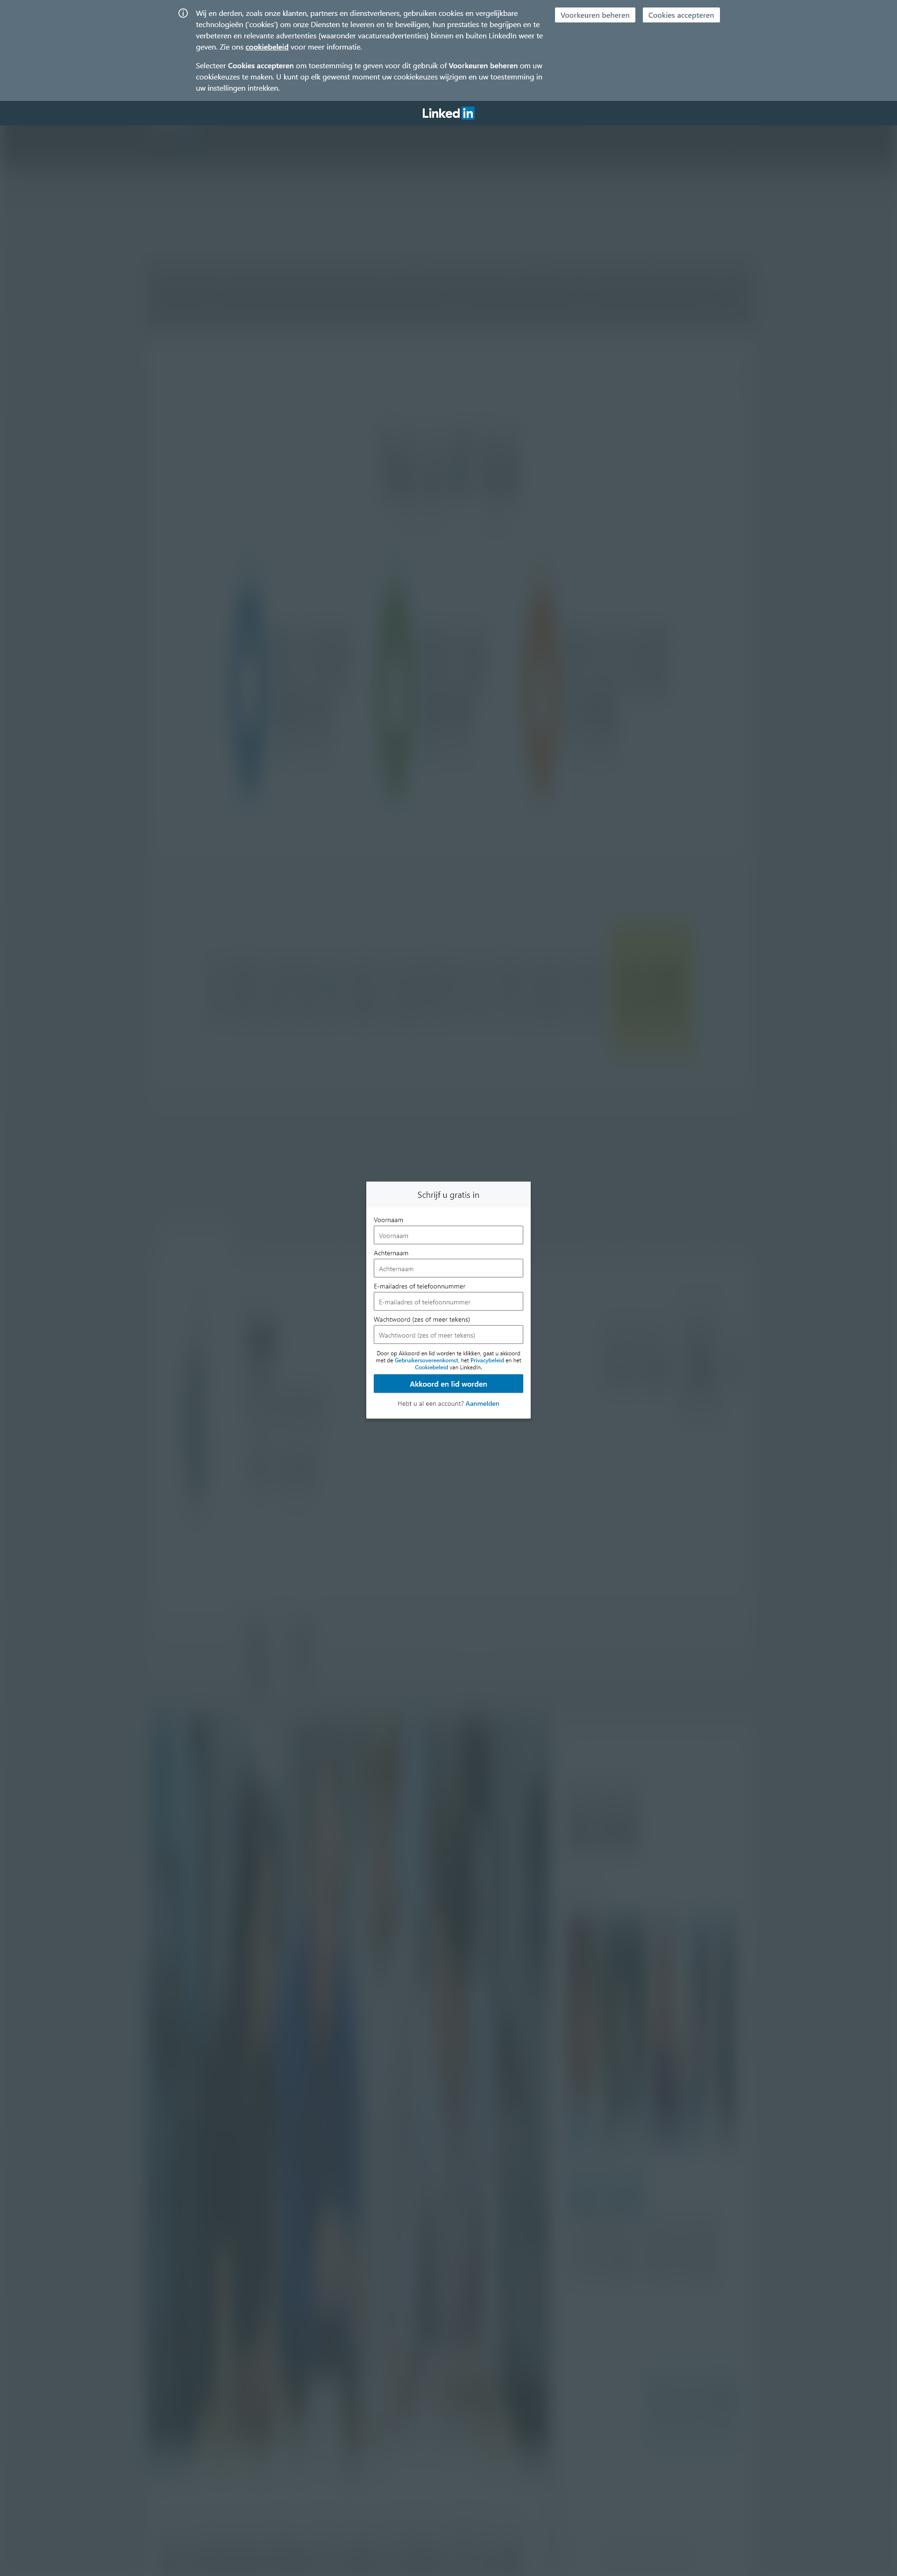 Wij en derden, zoals onze klanten, partners en dienstverleners, gebruiken cookies en vergelijkbare
technologieën ('cookies') om onze Diensten te leveren en te beveiligen, hun prestaties te begrijpen en te
verbeteren en relevante advertenties (waaronder vacatureadvertenties) binnen en buiten LinkedIn weer te
geven. Zie ons cookiebeleid voor meer informatie.
Selecteer Cookies accepteren om toestemming te geven voor dit gebruik of Voorkeuren beheren om uw
cookiekeuzes te maken. U kunt op elk gewenst moment uw cookiekeuzes wijzigen en uw toestemming in
uw instellingen intrekken.
Voorkeuren beheren
Cookies accepteren
Linked in
Schrijf u gratis in
Voornaam
Voornaam
Achternaam
Achternaam
E-mailadres of telefoonnummer
E-mailadres of telefoonnummer
Wachtwoord (zes of meer tekens)
Wachtwoord (zes of meer tekens)
Door op Akkoord en lid worden te klikken, gaat u akkoord
met de Gebruikersovereenkomst, het Privacybeleid en het
Cookiebeleid van LinkedIn.
Akkoord en lid worden
Hebt u al een account? Aanmelden